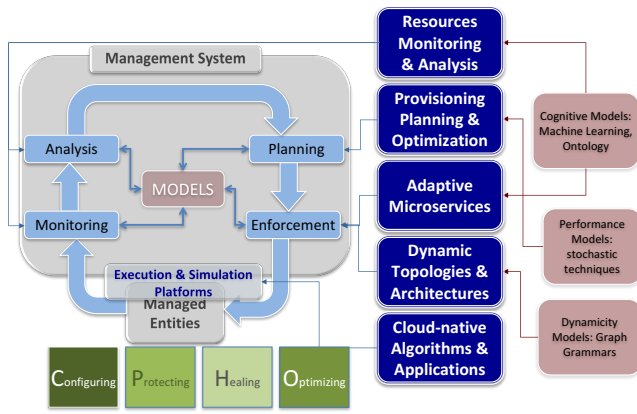 Resources
Monitoring
& Analysis
Management System
Provisioning
Planning &
Optimization
Cognitive Models:
Machine Learning,
Ontology
Analysis
Planning
MODELS
Adaptive
Microservices
Monitoring
Enforcement
Performance
Models:
stochastic
techniques
Dynamic
Topologies &
Architectures
Execution & Simulation
Platforms
Managed
Entities
Cloud-native
Algorithms &
Applications
Dynamicity
Models: Graph
Grammars
Configuring
Protecting
Healing
Optimizing